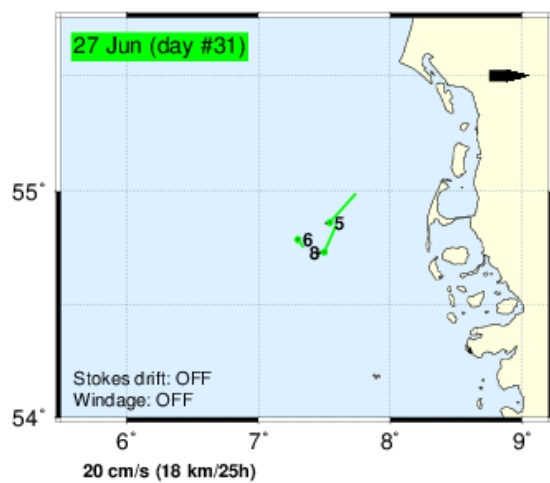 27 Jun (day #31)
55°
5
6
8
Stokes drift: OFF
Windage: OFF
54°
6° 7° 8° 9°
20 cm/s (18 km/25h)